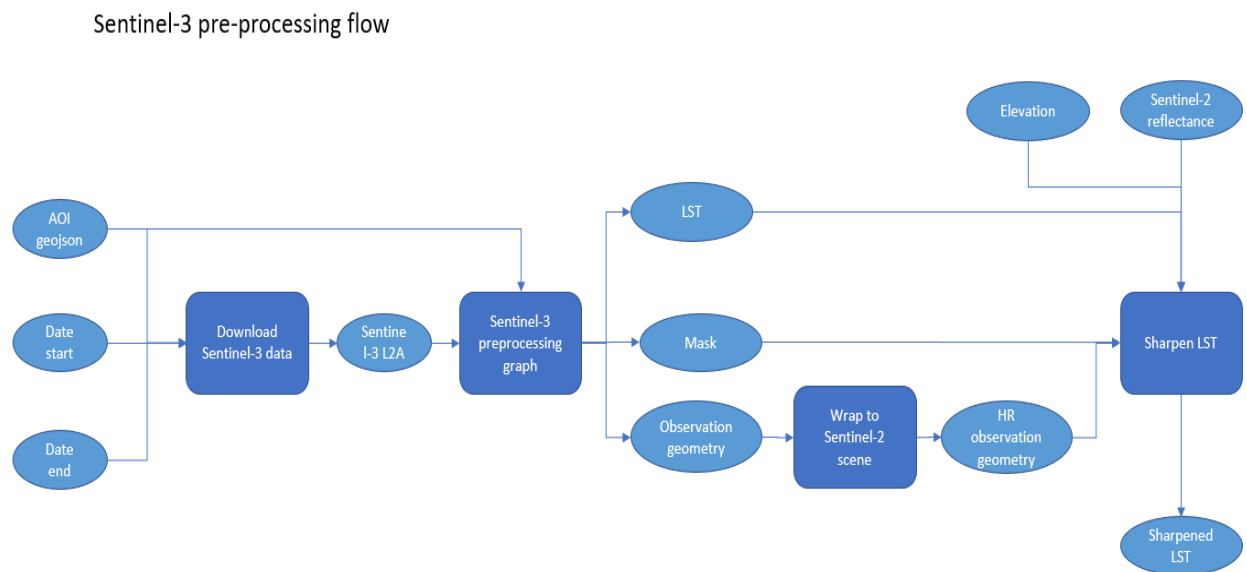 Sentinel-3 pre-processing flow
Elevation
Sentinel-2
reflectance
AOI
geojson
LST
Date
start
Download
Sentinel-3 data
Sentine
l-3 L2A
Sentinel-3
preprocessing
graph
Mask
Sharpen LST
Date
end
Observation
geometry
Wrap to
Sentinel-2
scene
HR
observation
geometry
Sharpened
LST